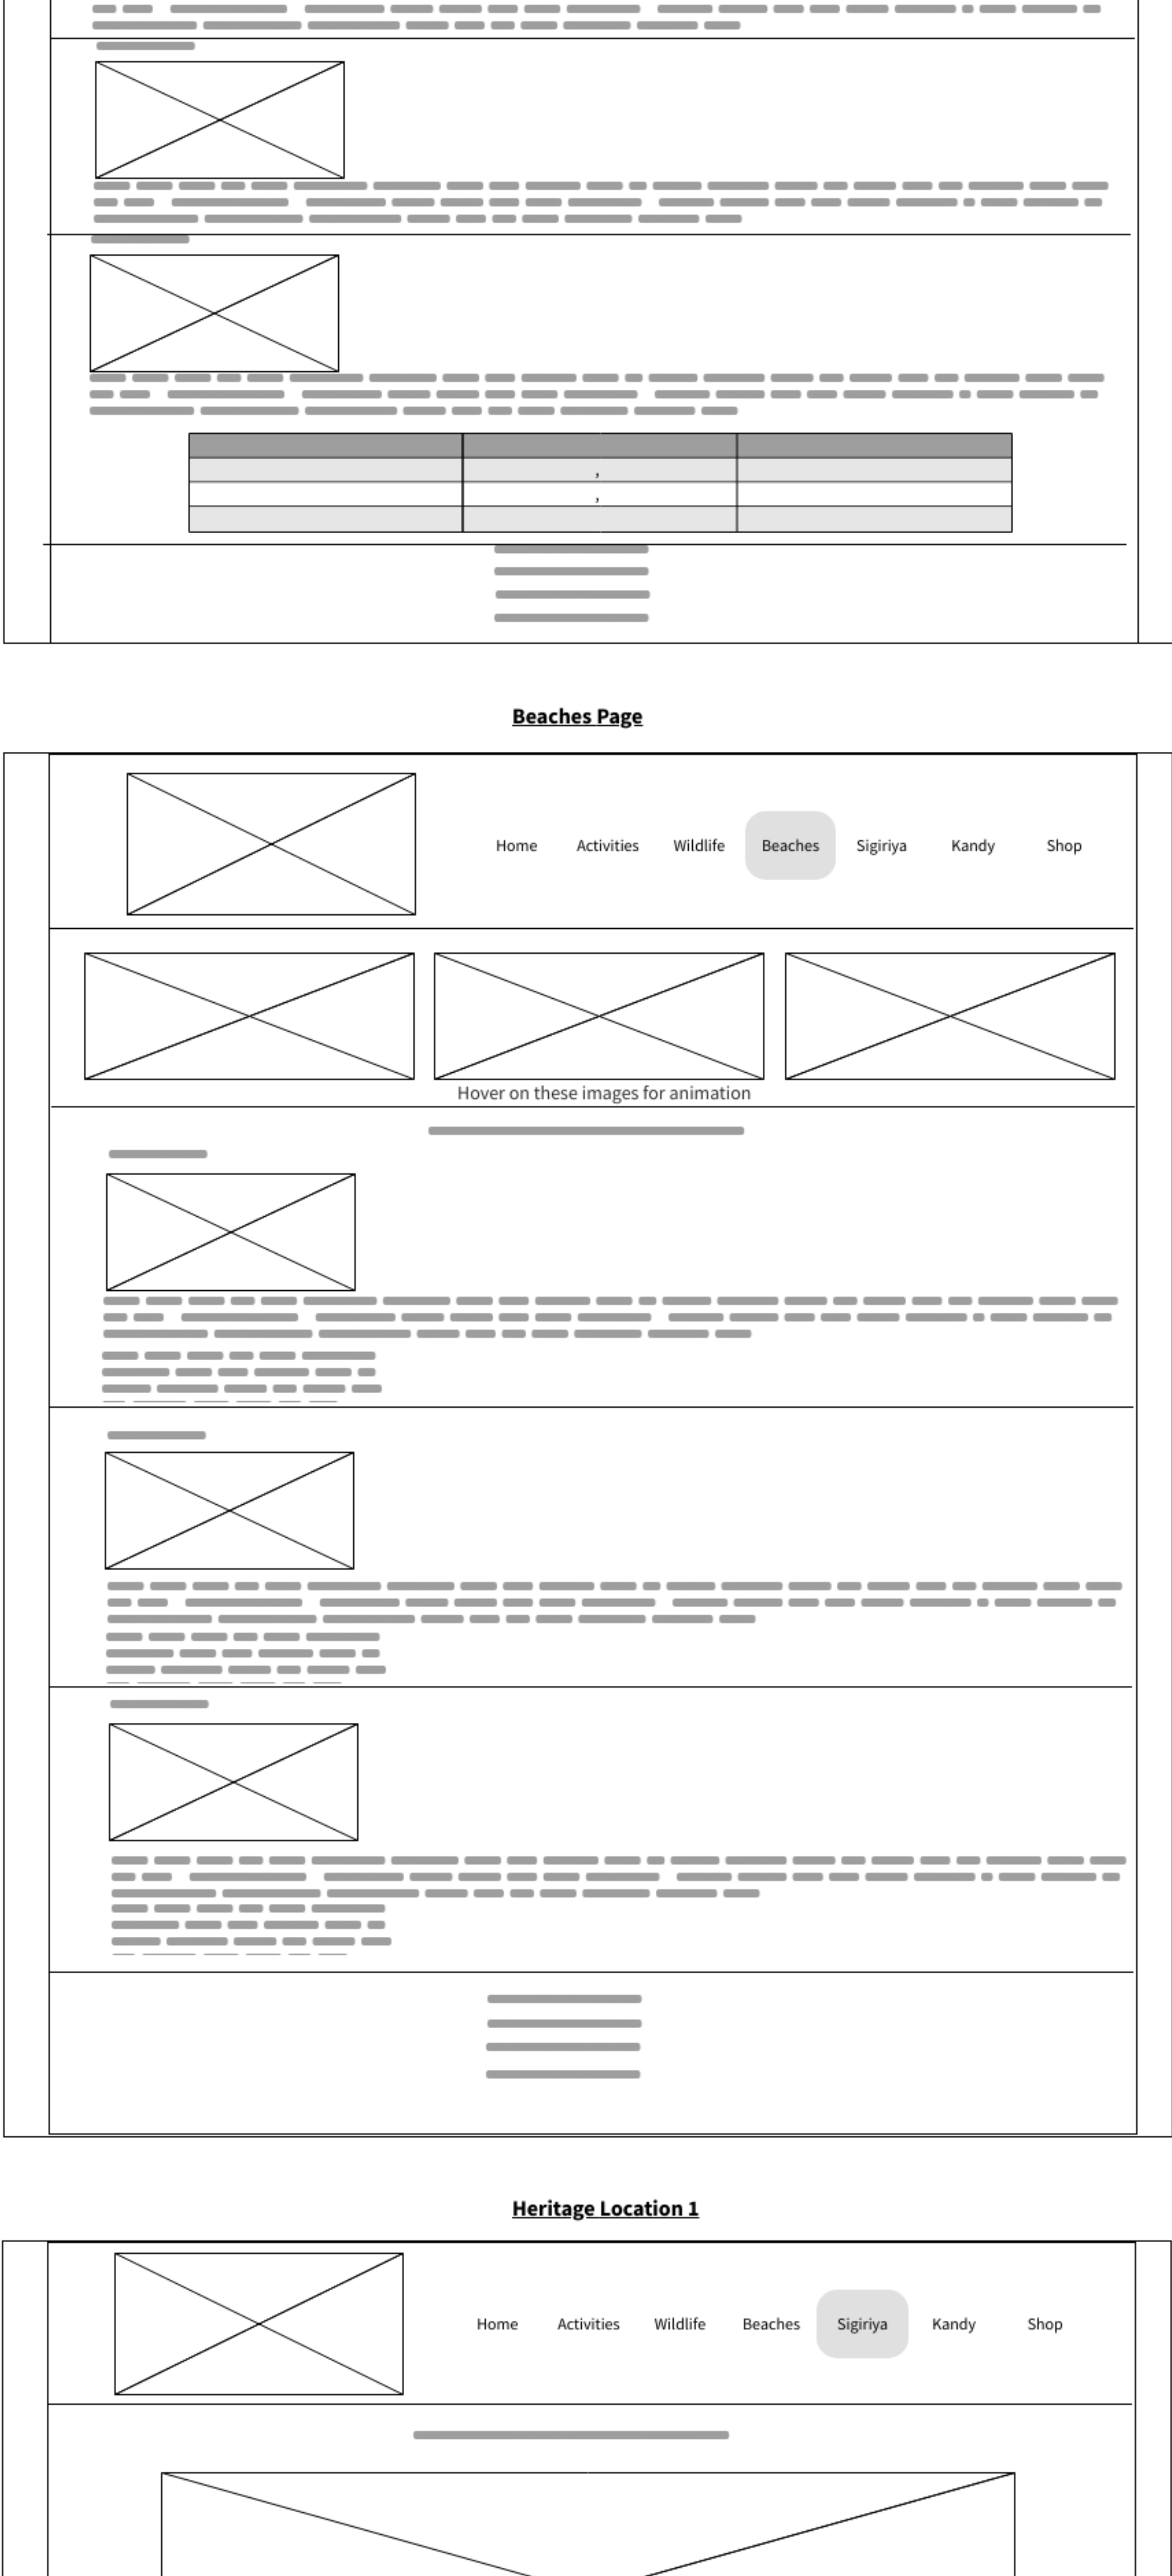 ,
,
Beaches Page
Home Activities Wildlife Beaches Sigiriya Kandy Shop
Hover on these images for animation
Heritage Location 1
Home Activities Wildlife Beaches Sigiriya Kandy Shop